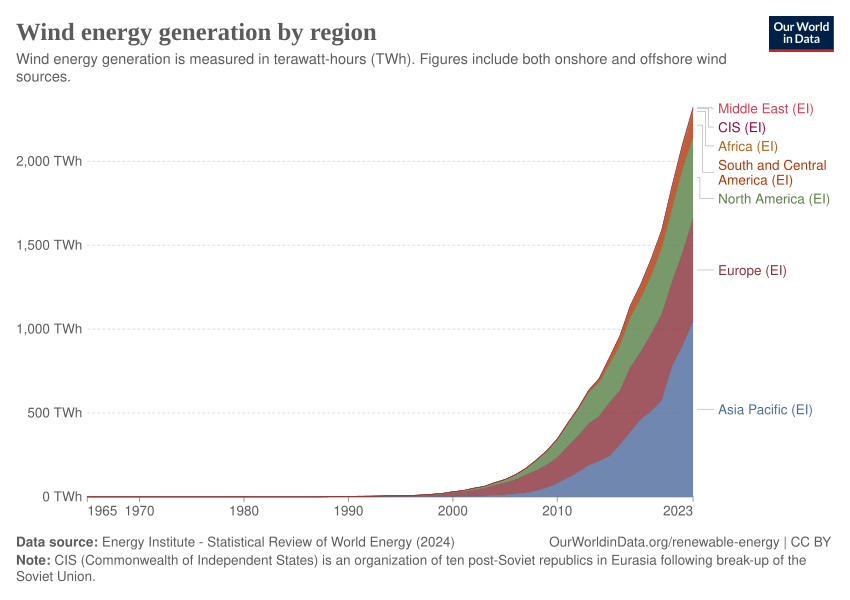 Wind energy generation by region
Our World
in Data
Wind energy generation is measured in terawatt-hours (TWh). Figures include both onshore and offshore wind
sources.
Middle East (EI)
CIS (EI)
Africa (EI)
South and Central
America (EI)
North America (EI)
Europe (EI)
Asia Pacific (EI)
2,000 TWh
1,500 TWh
1,000 TWh
500 TWh
0 TWh
1965 1970 1980 1990 2000 2010 2023
Data source: Energy Institute - Statistical Review of World Energy (2024) OurWorldinData.org/renewable-energy | CC BY
Note: CIS (Commonwealth of Independent States) is an organization of ten post-Soviet republics in Eurasia following break-up of the
Soviet Union.